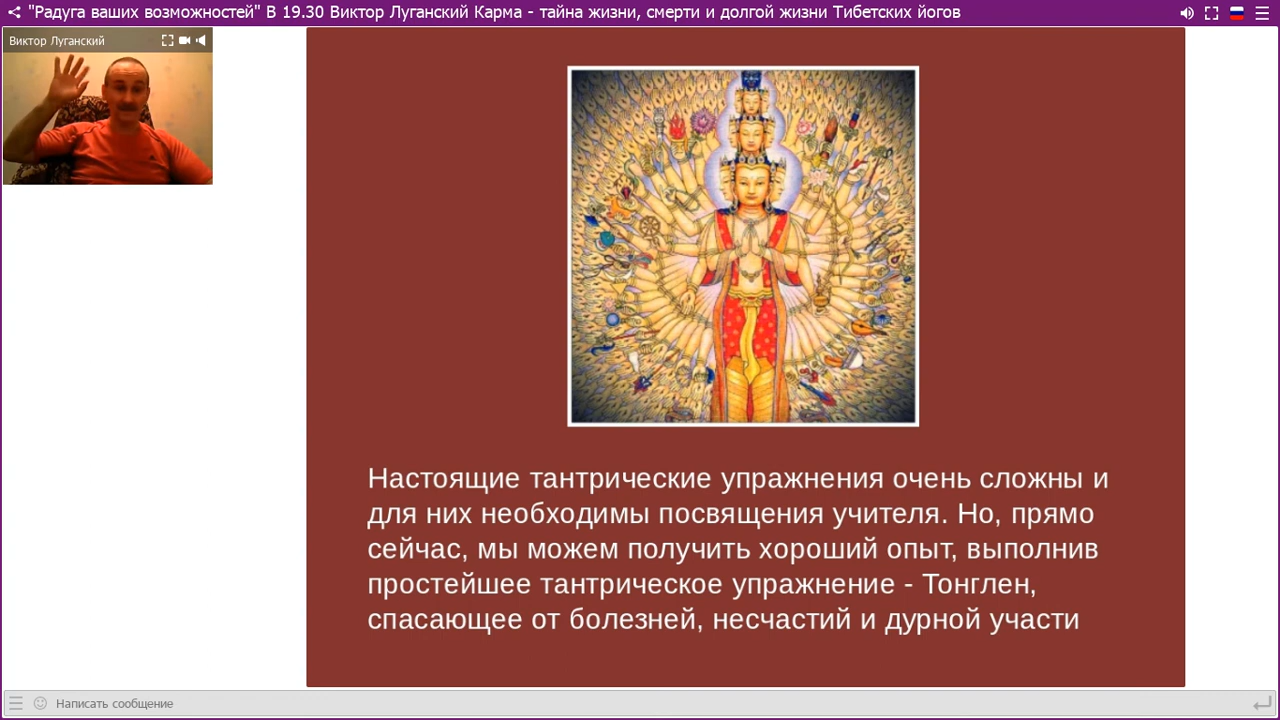 "Радуга ваших возможностей" В 19.30 Виктор Луганский Карма - тайна жизни, смерти и долгой жизни Тибетских йогов
Виктор Луганский
Настоящие тантрические упражнения очень сложны и
для них необходимы посвящения учителя. Но, прямо
сейчас, мы можем получить хороший опыт, выполнив
простейшее тантрическое упражнение - Тонглен,
спасающее от болезней, несчастий и дурной участи
Написать сообщение